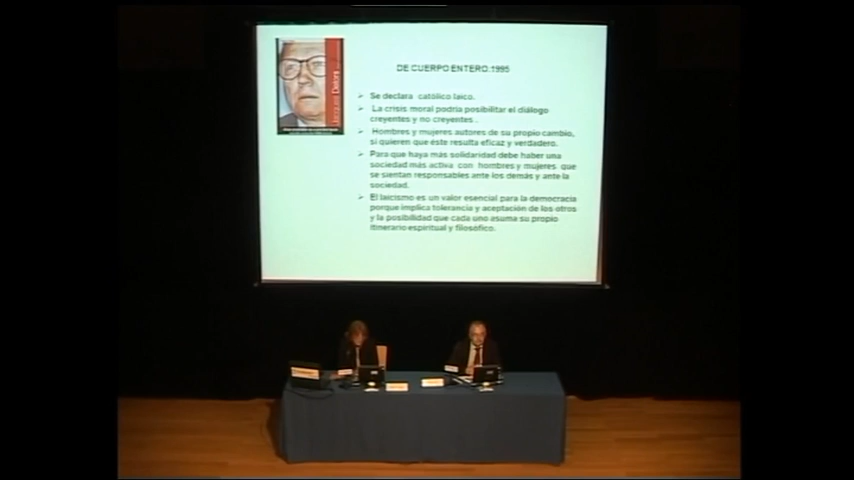 Jacques Delors
DE CUERPO ENTERO.1995
Se declara católico laico.
La crisis moral podría posibilitar el diálogo
creyentes y no creyentes .
Hombres y mujeres autores de su propio cambio,
si quieren que éste resulta eficaz y verdadero.
Para que haya más solidaridad debe haber una
sociedad más activa con hombres y mujeres que
se sientan responsables ante los demás y ante la
sociedad.
El laicismo es un valor esencial para la democracia
porque implica tolerancia y aceptación de los otros
y la posibilidad que cada uno asuma su propio
itinerario espiritual y filosófico.